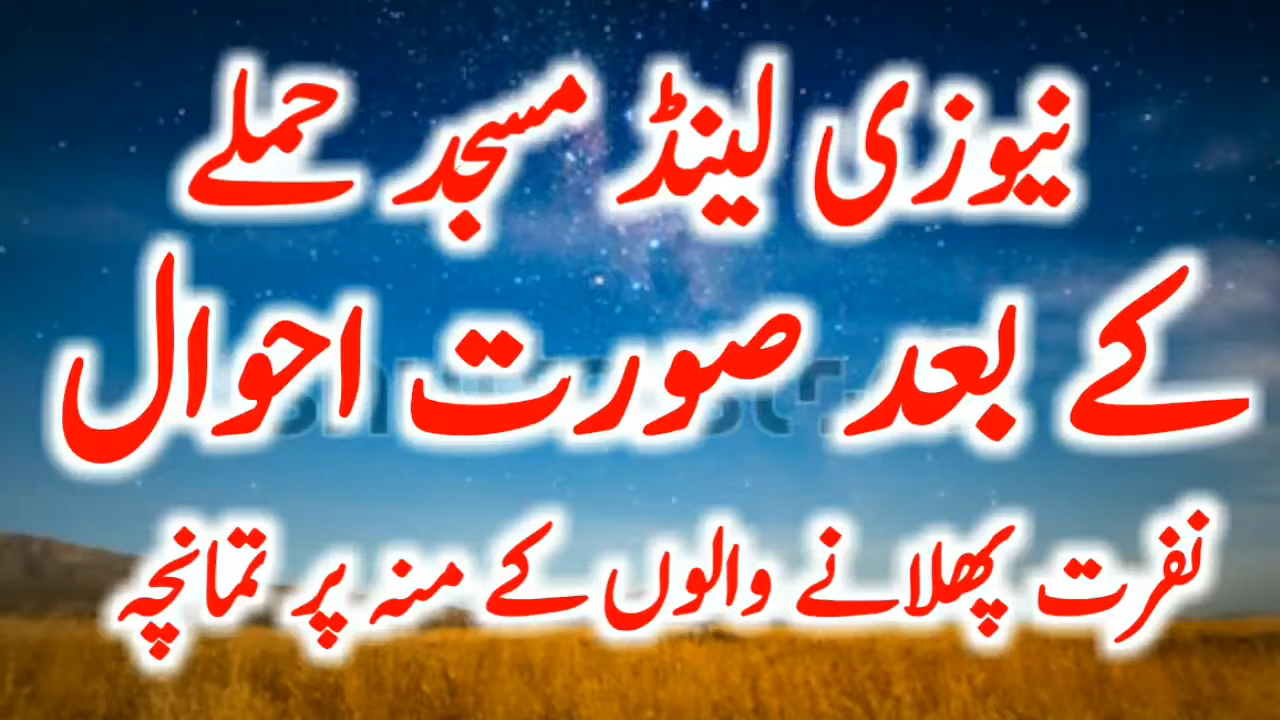 نیوزی لینڈ مسجد حملے
کے بعد صورت احوال
نفرت پھلانے والوں کے منہ پر تمانچہ